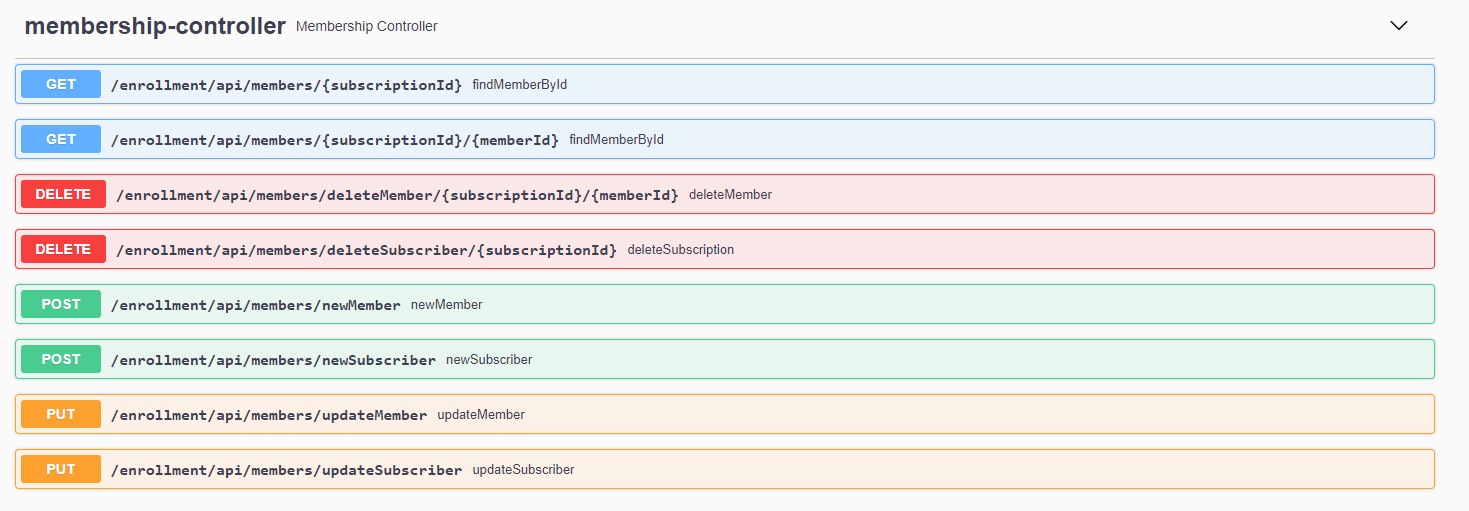 membership-controller Membership Controller
GET /enrollment/api/members/{subscriptionId} findMemberById
GET /enrollment/api/members/{subscriptionId}/{memberId} findMemberById
DELETE /enrollment/api/members/deleteMember/{subscriptionId}/{memberId} deleteMember
DELETE /enrollment/api/members/deleteSubscriber/{subscriptionId} deleteSubscription
POST /enrollment/api/members/newMember newMember
POST /enrollment/api/members/newSubscriber newSubscriber
PUT /enrollment/api/members/updateMember updateMember
PUT /enrollment/api/members/updateSubscriber updateSubscriber